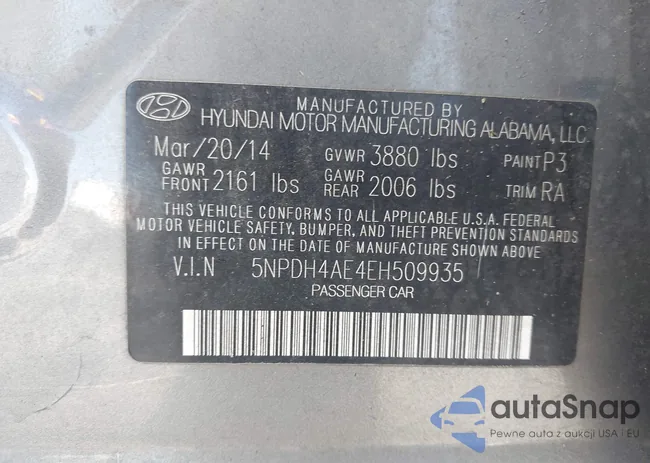 MANUFACTURED BY
HYUNDAI MOTOR MANUFACTURING ALABAMA, LLC
Mar/20/14 GVWR 3880 lbs PAINT P3
GAWR FRONT 2161 lbs GAWR REAR 2006 lbs TRIM RA
THIS VEHICLE CONFORMS TO ALL APPLICABLE U.S.A. FEDERAL
MOTOR VEHICLE SAFETY, BUMPER, AND THEFT PREVENTION STANDARDS
IN EFFECT ON THE DATE OF MANUFACTURE SHOWN ABOVE
V.I.N 5NPDH4AE4EH509935
PASSENGER CAR
autaSnap
Pewne auta z aukcji USA i EU